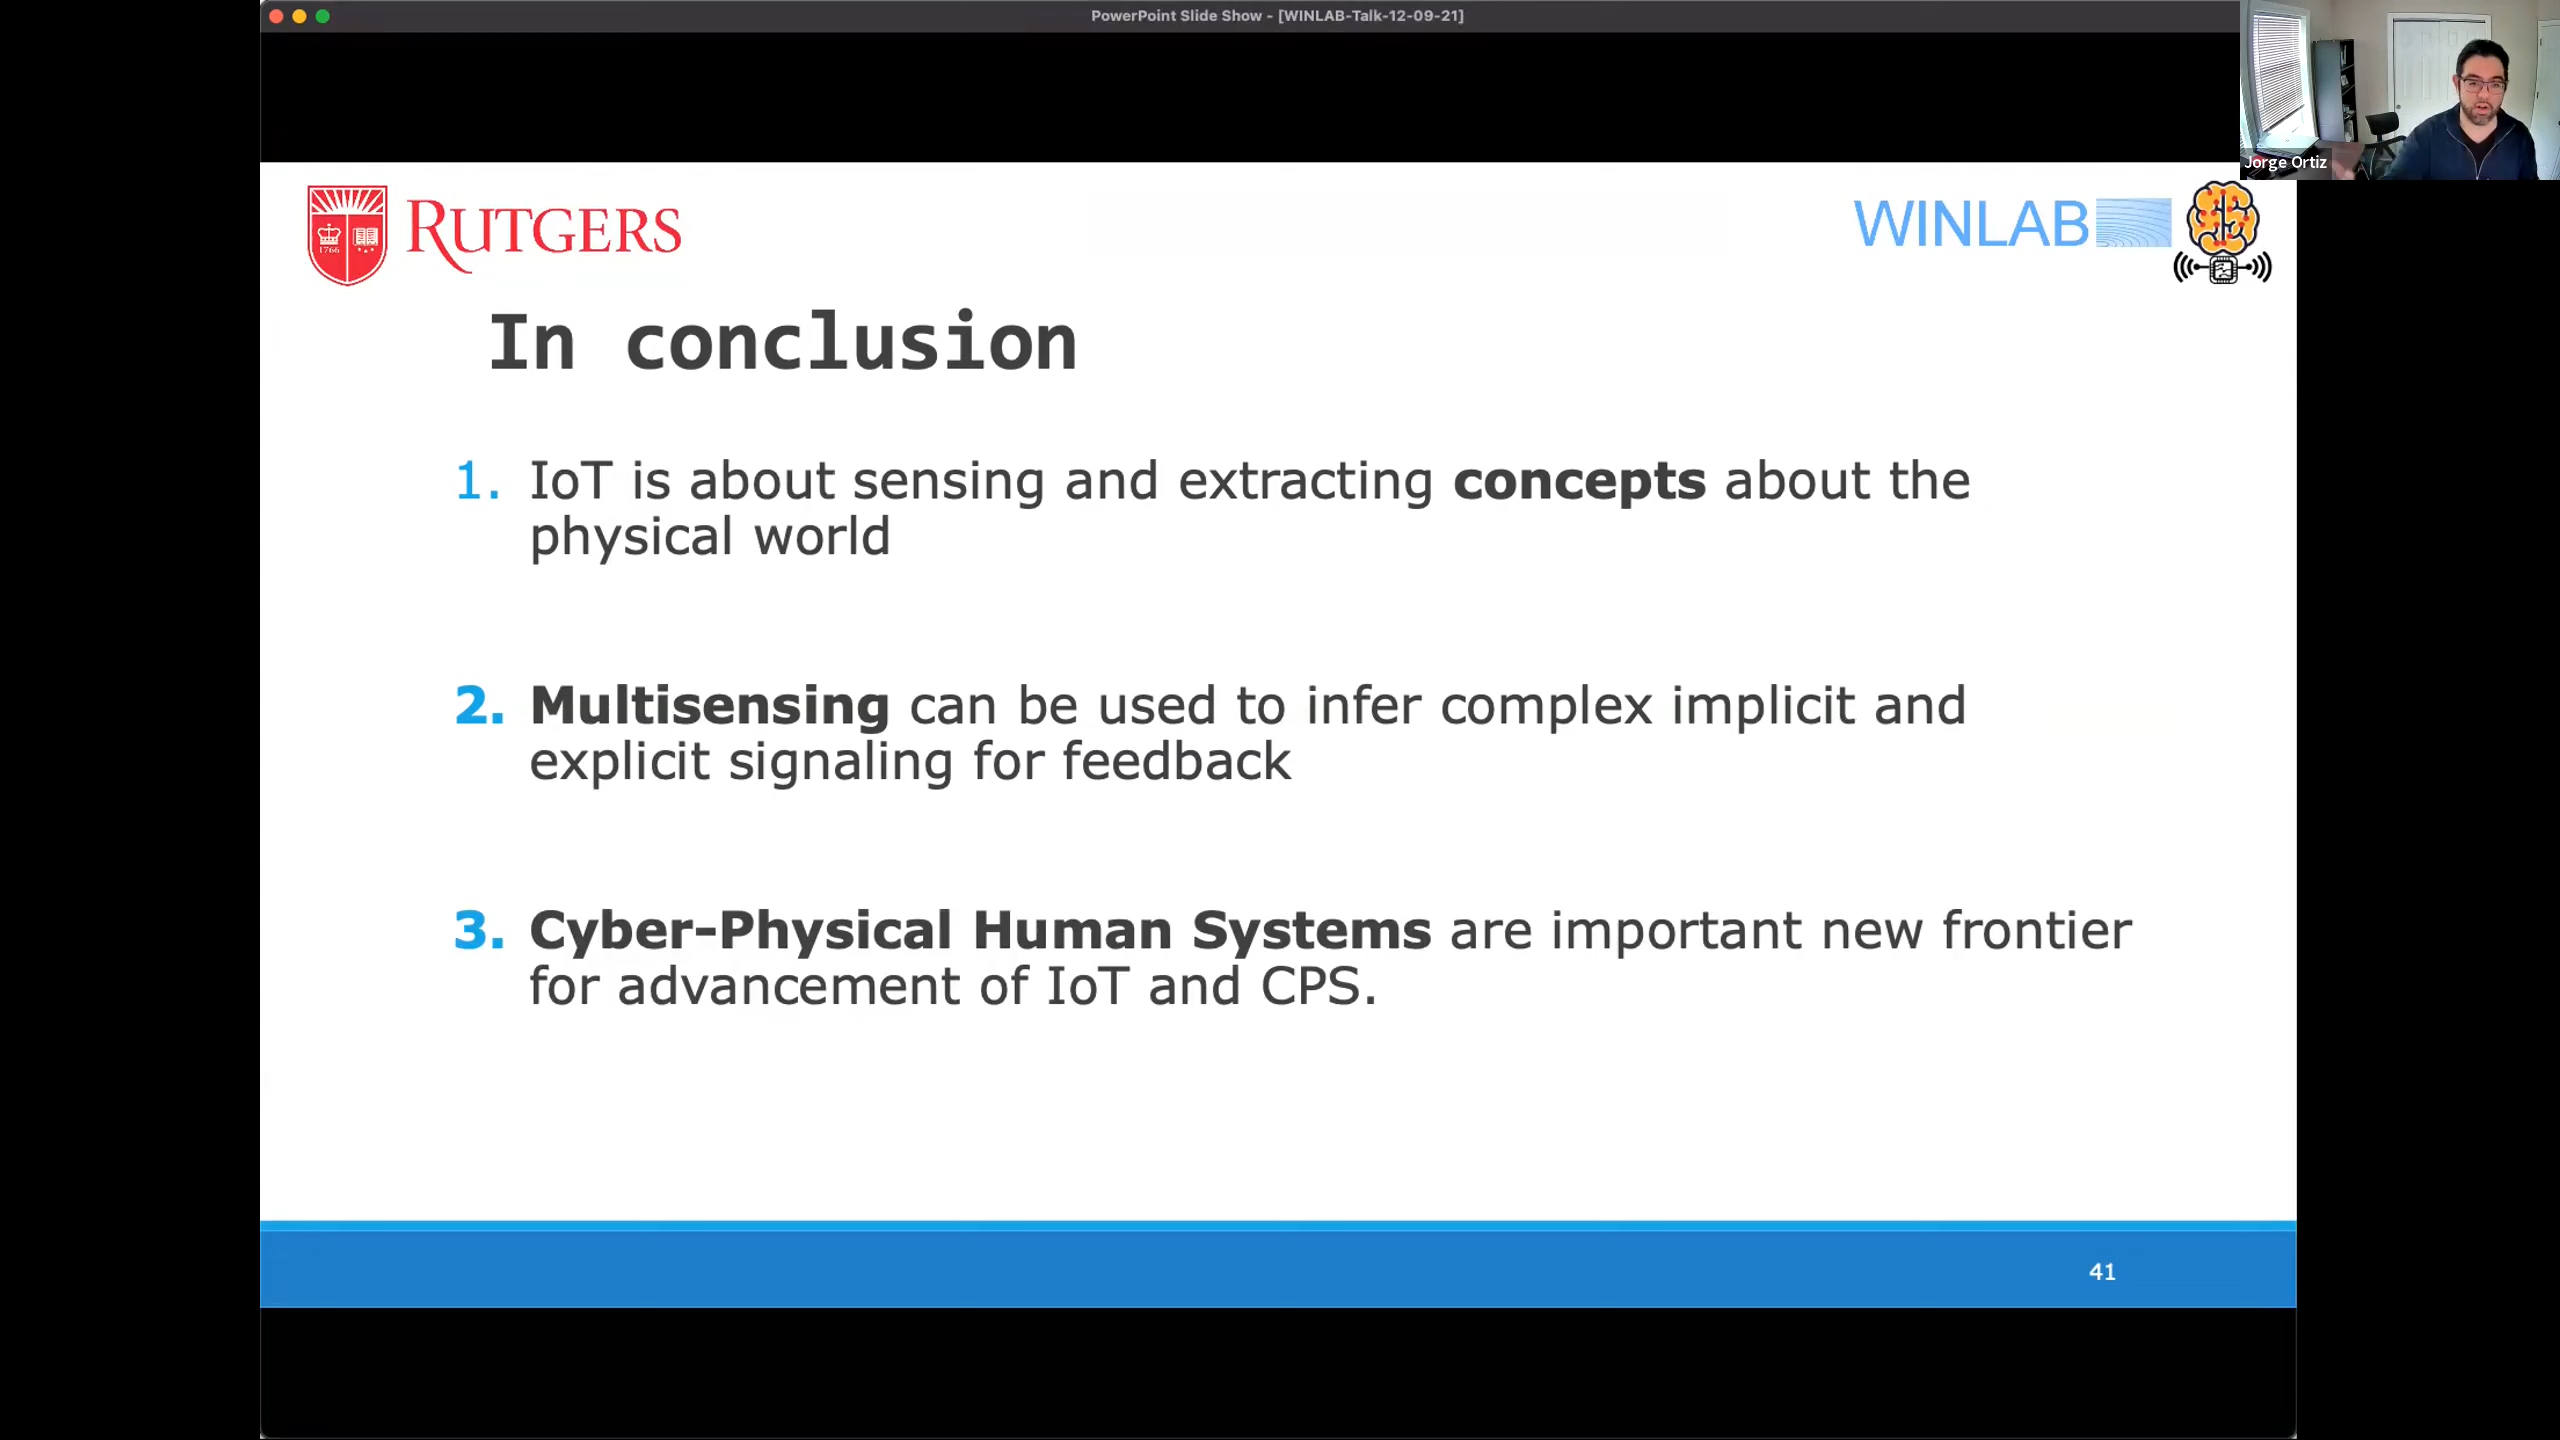 PowerPoint Slide Show - [WINLAB-Talk-12-09-21]
Jorge Ortiz
1766
RUTGERS
WINLAB
In conclusion
1. IoT is about sensing and extracting concepts about the
physical world
2. Multisensing can be used to infer complex implicit and
explicit signaling for feedback
3. Cyber-Physical Human Systems are important new frontier
for advancement of IoT and CPS.
41